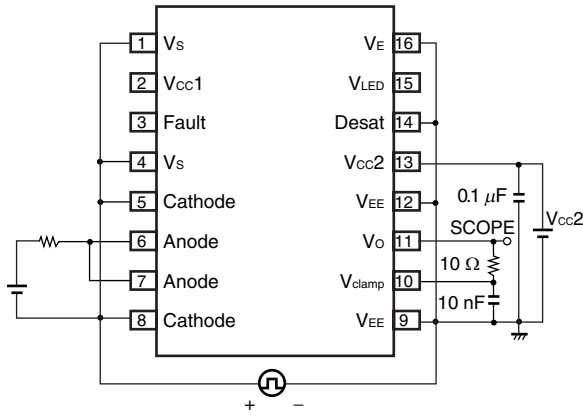 1 VS VE 16
2 VCC1 VLED 15
3 Fault Desat 14
4 VS VCC2 13
5 Cathode VEE 12
0.1 μF
VCC2
6 Anode VO 11
SCOPE
10 Ω
7 Anode Vclamp 10
10 nF
8 Cathode VEE 9
+ −